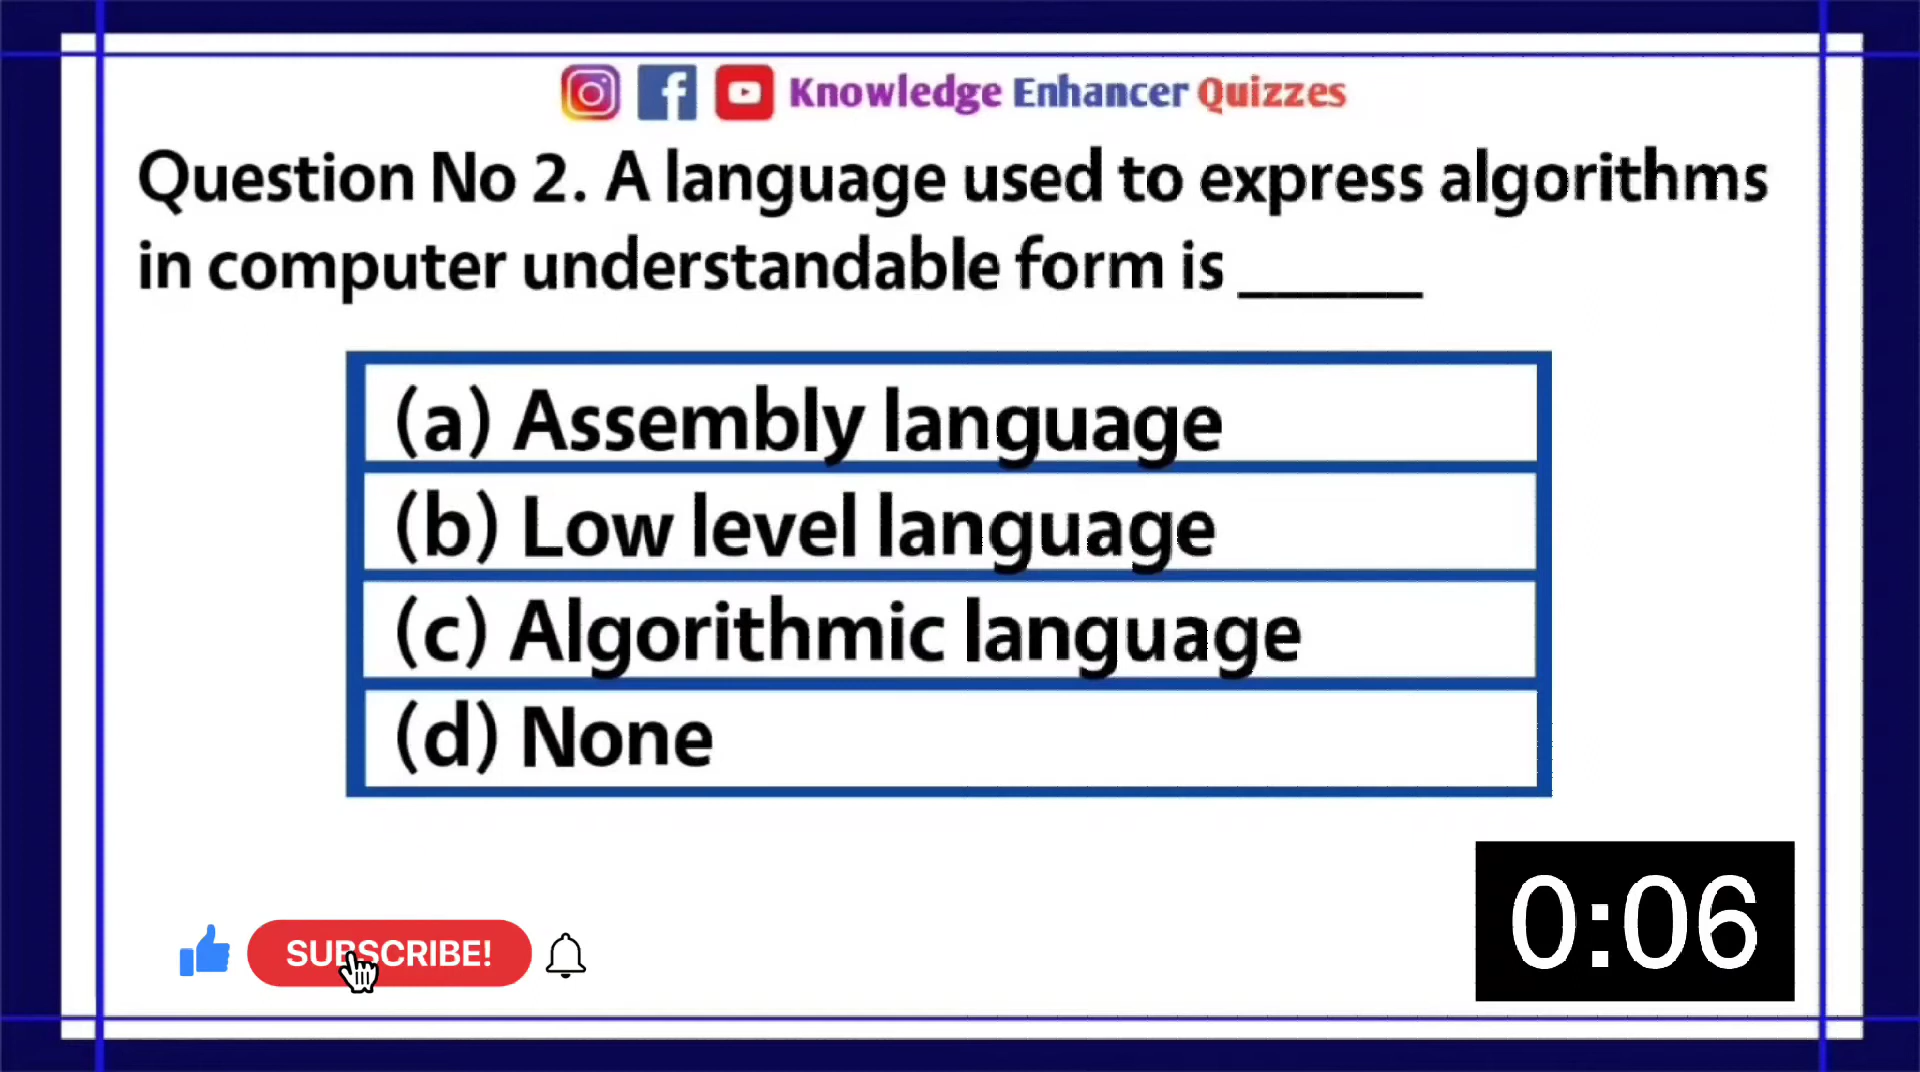 Knowledge Enhancer Quizzes
Question No 2. A language used to express algorithms
in computer understandable form is _____
(a) Assembly language
(b) Low level language
(c) Algorithmic language
(d) None
SUBSCRIBE!
0:06